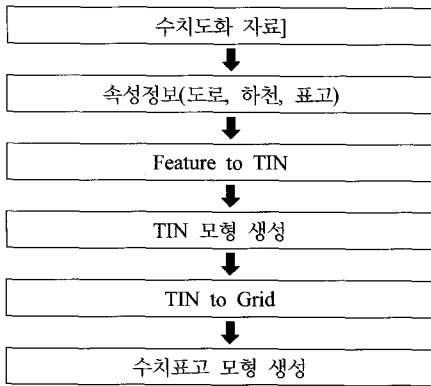 수치도화 자료]
속성정보(도로, 하천, 표고)
Feature to TIN
TIN 모형 생성
TIN to Grid
수치표고 모형 생성